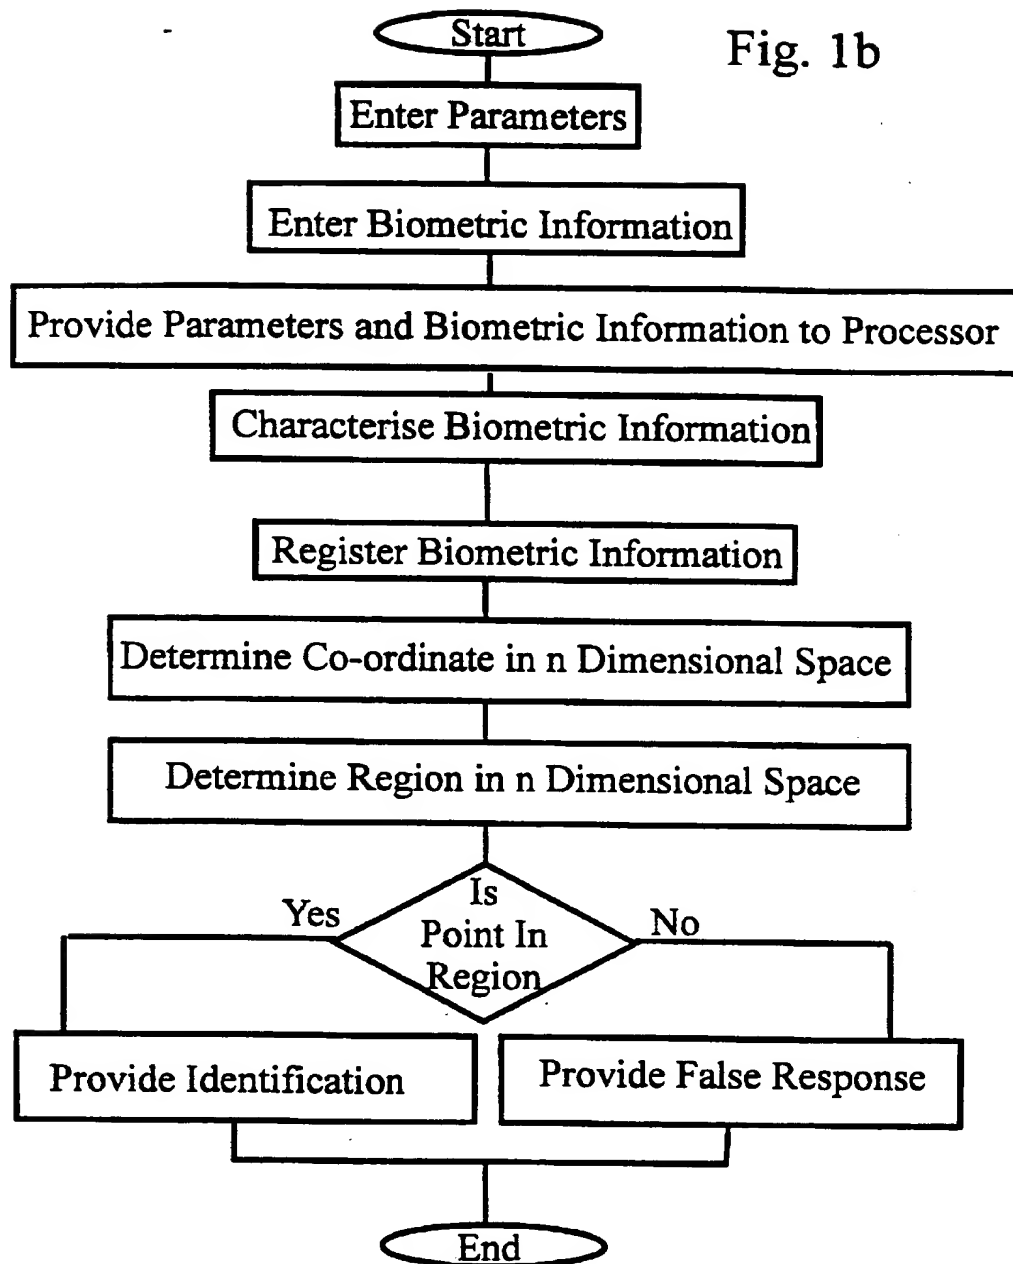 Start
Fig. 1b
Enter Parameters
Enter Biometric Information
Provide Parameters and Biometric Information to Processor
Characterise Biometric Information
Register Biometric Information
Determine Co-ordinate in n Dimensional Space
Determine Region in n Dimensional Space
Is
Point In
Region
Yes
No
Provide Identification
Provide False Response
End